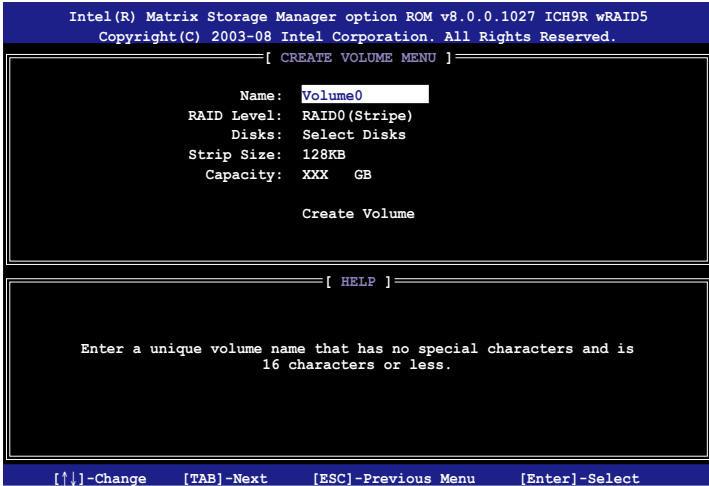 Intel(R) Matrix Storage Manager option ROM v8.0.0.1027 ICH9R wRAID5
Copyright(C) 2003-08 Intel Corporation. All Rights Reserved.
[ CREATE VOLUME MENU ]
Name: Volume0
RAID Level: RAID0(Stripe)
Disks: Select Disks
Strip Size: 128KB
Capacity: XXX GB
Create Volume
[ HELP ]
Enter a unique volume name that has no special characters and is
16 characters or less.
[↑↓]-Change [TAB]-Next [ESC]-Previous Menu [Enter]-Select